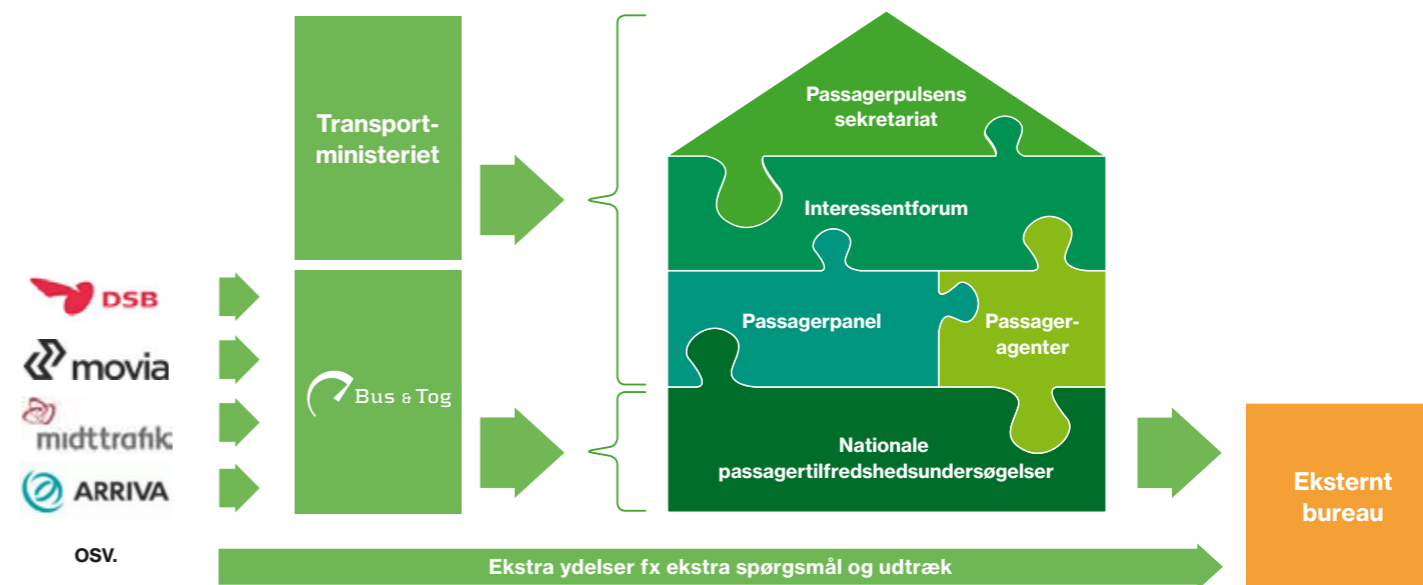 Transport-
ministeriet
Passagerpulsens
sekretariat
Interessentforum
Passagerpanel
Passager-
agenter
DSB
movia
midttrafik
ARRIVA
osv.
Bus & Tog
Nationale
passagertilfredshedsundersøgelser
Eksternt
bureau
Ekstra ydelser fx ekstra spørgsmål og udtræk